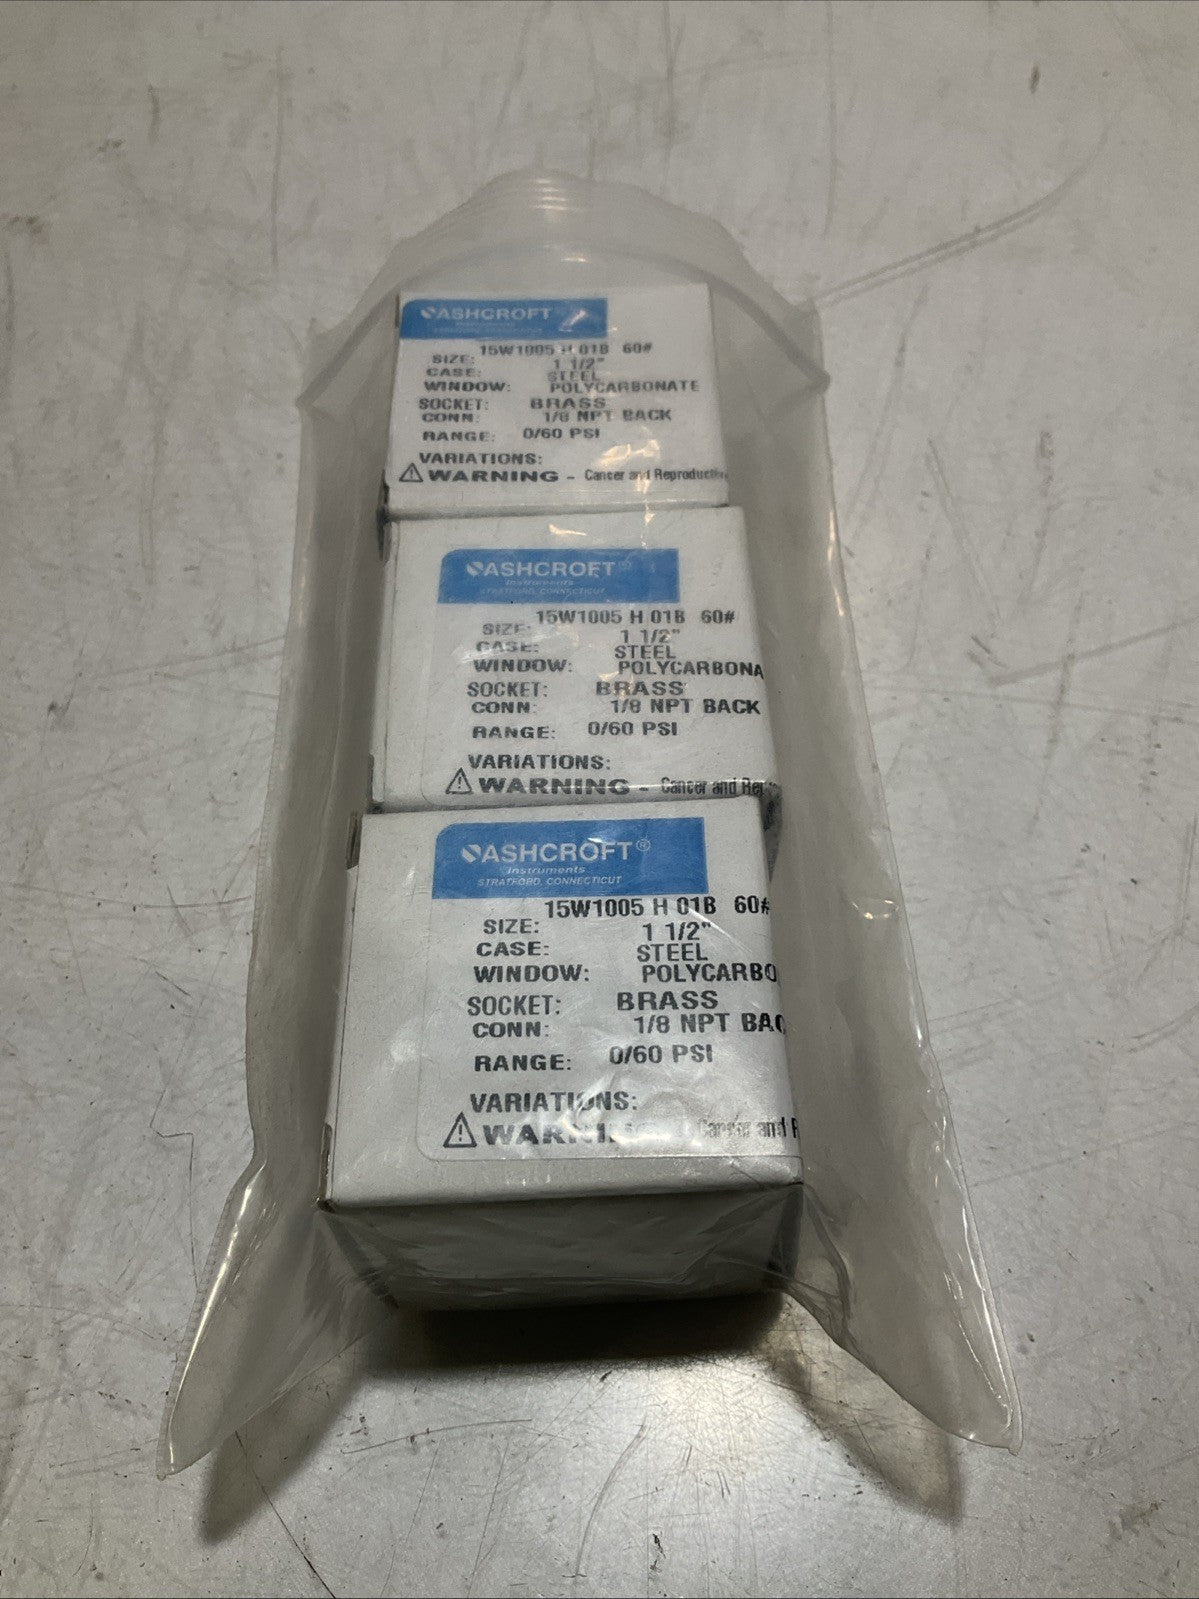 ASHCROFT
15W1005 H 01B 60#
SIZE: 1 1/2"
CASE: STEEL
WINDOW: POLYCARBONATE
SOCKET: BRASS
CONN: 1/8 NPT BACK
RANGE: 0/60 PSI
VARIATIONS:
⚠ WARNING - Cancer and Reproducti
ASHCROFT®
Instruments
STRATFORD, CONNECTICUT
15W1005 H 01B 60#
SIZE: 1 1/2"
CASE: STEEL
WINDOW: POLYCARBONA
SOCKET: BRASS
CONN: 1/8 NPT BACK
RANGE: 0/60 PSI
VARIATIONS:
⚠ WARNING - Cancer and Rep
ASHCROFT®
Instruments
STRATFORD, CONNECTICUT
15W1005 H 01B 60#
SIZE: 1 1/2"
CASE: STEEL
WINDOW: POLYCARBO
SOCKET: BRASS
CONN: 1/8 NPT BAC
RANGE: 0/60 PSI
VARIATIONS:
⚠ WARNI Cancer and R